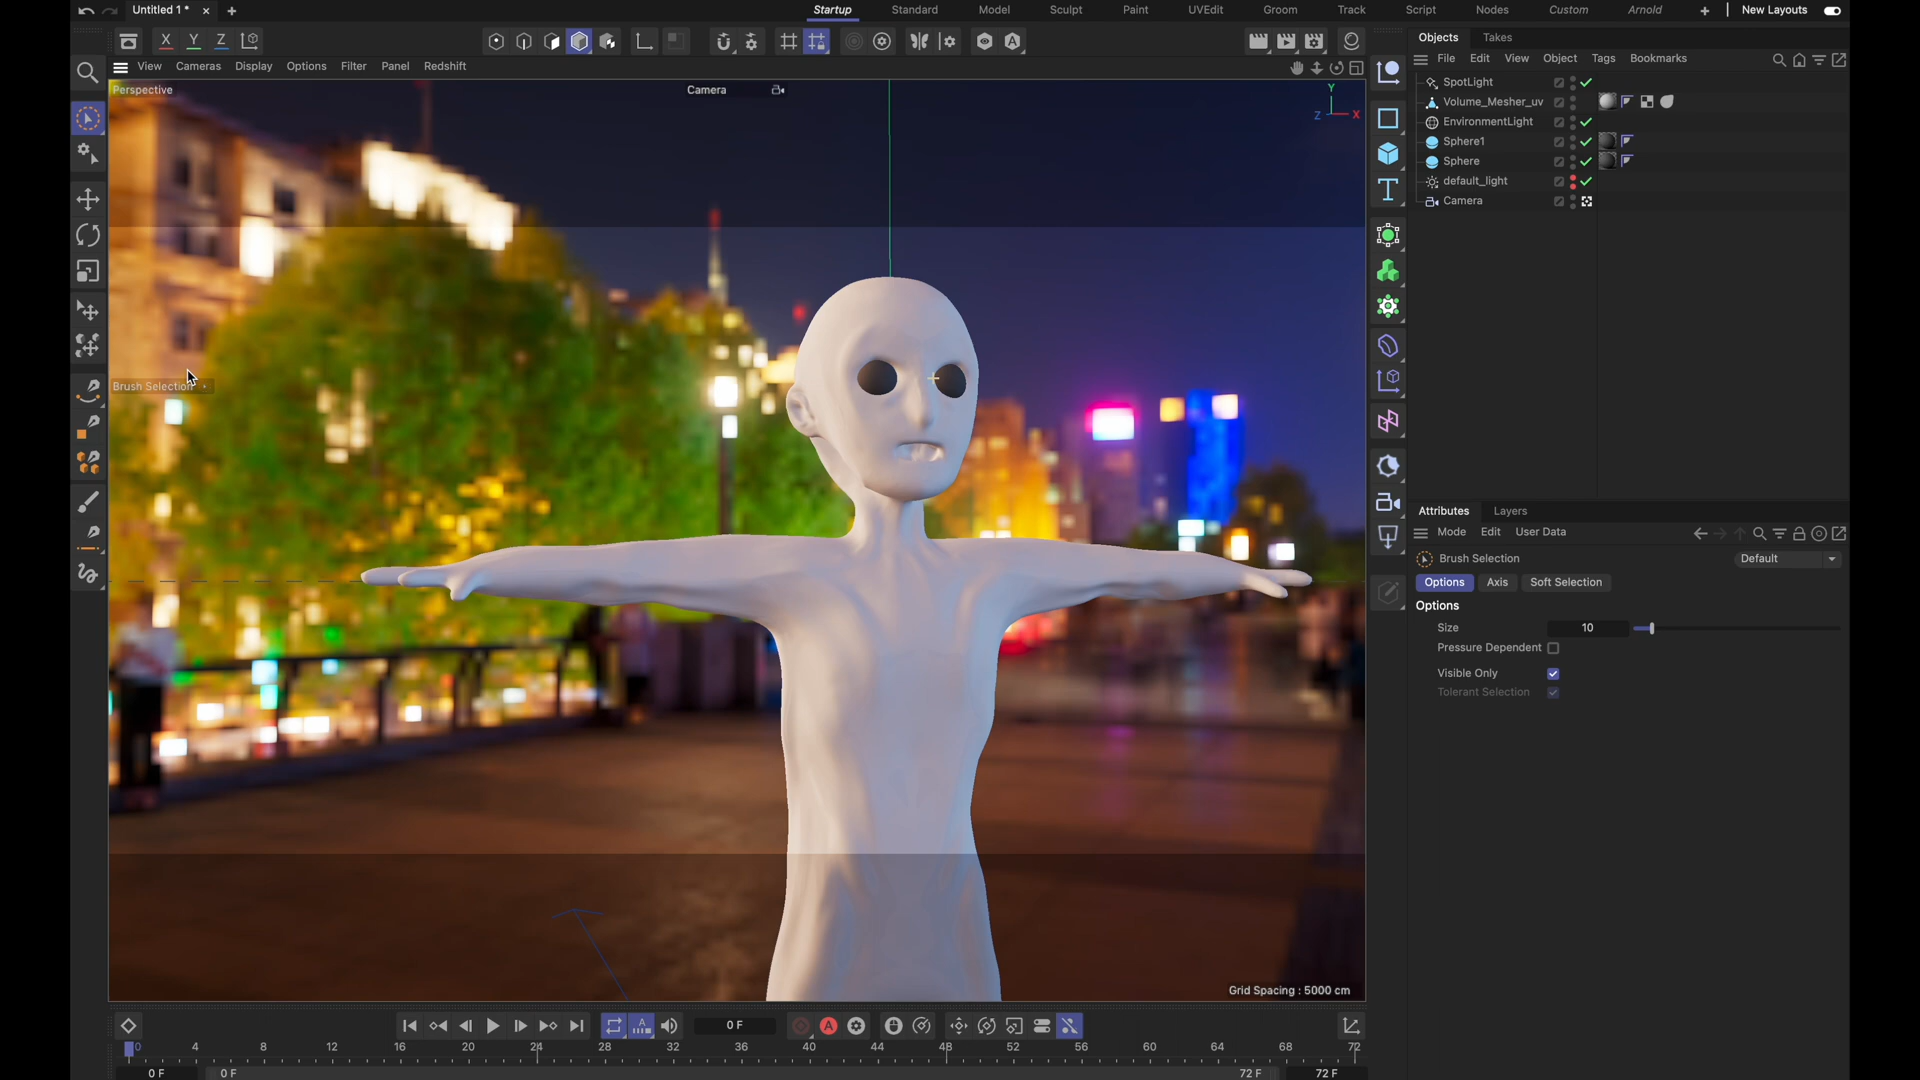 Untitled 1 *
Startup Standard Model Sculpt Paint UVEdit Groom Track Script Nodes Custom Arnold New Layouts
X Y Z
Objects Takes
View Cameras Display Options Filter Panel Redshift
File Edit View Object Tags Bookmarks
Perspective
Camera
Y
Z X
SpotLight
Volume_Mesher_uv
EnvironmentLight
Sphere1
Sphere
default_light
Camera
Brush Selection
Attributes Layers
Mode Edit User Data
Brush Selection Default
Options Axis Soft Selection
Options
Size 10
Pressure Dependent
Visible Only
Tolerant Selection
Grid Spacing : 5000 cm
0 F
0 4 8 12 16 20 24 28 32 36 40 44 48 52 56 60 64 68 72
0 F 0 F 72 F 72 F